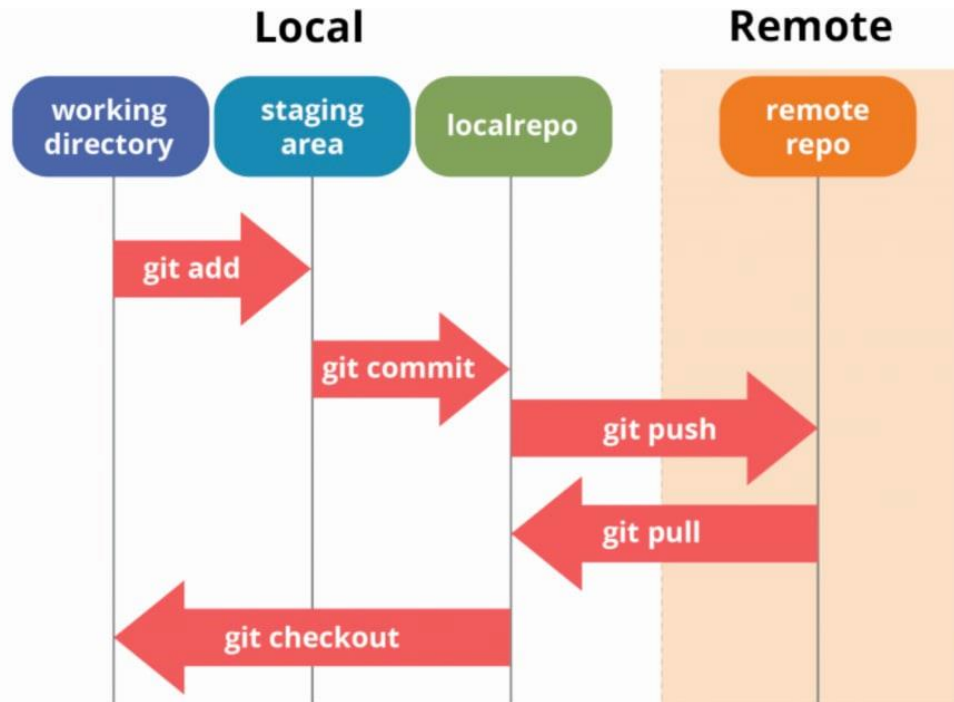 Local
Remote
working
directory
staging
area
localrepo
remote
repo
git add
git commit
git push
git pull
git checkout